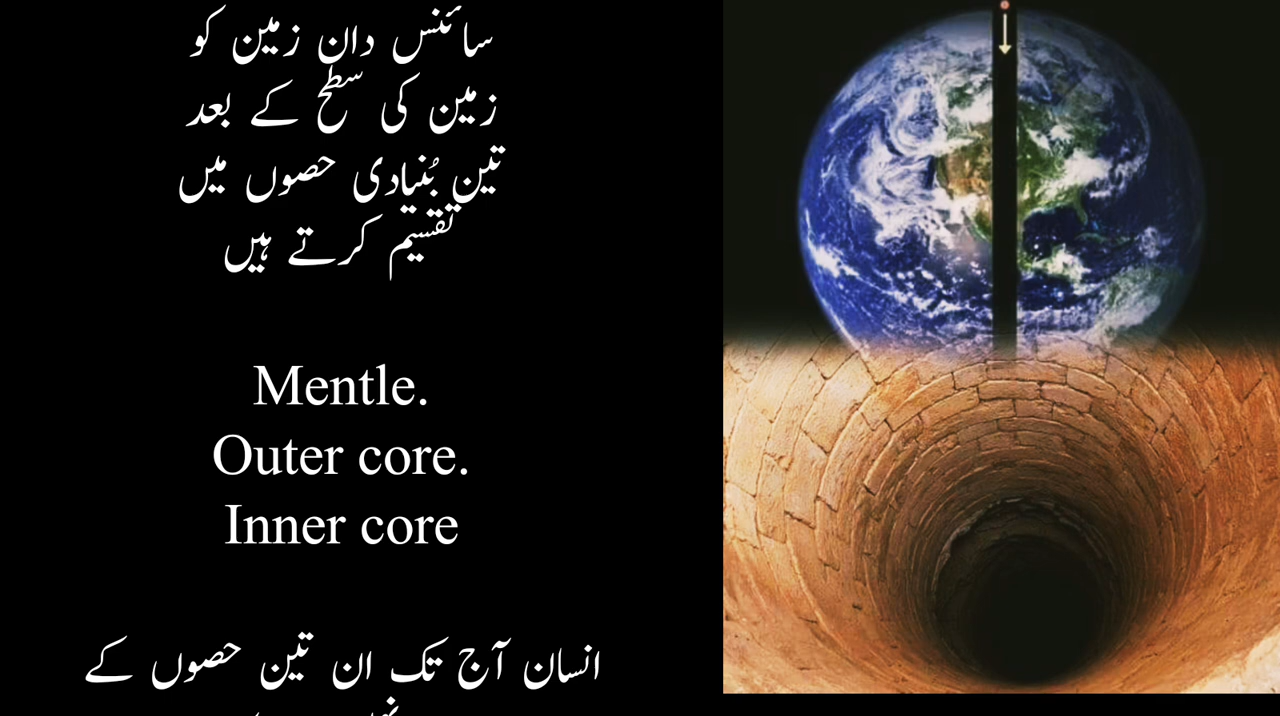 سائنس دان زمین کو
زمین کی سطح کے بعد
تین بُنیادی حصوں میں
تقسیم کرتے ہیں
Mentle.
Outer core.
Inner core
انسان آج تک ان تین حصوں کے